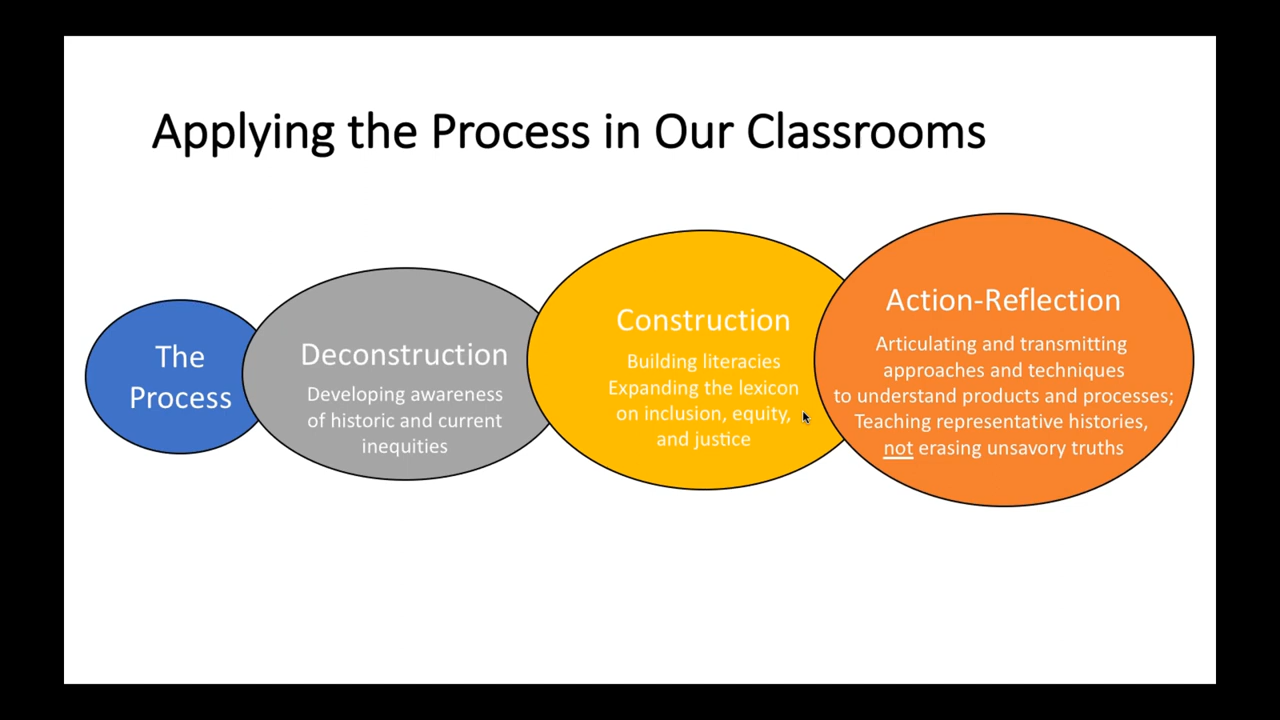 Applying the Process in Our Classrooms
The
Process
Deconstruction
Developing awareness
of historic and current
inequities
Construction
Building literacies
Expanding the lexicon
on inclusion, equity,
and justice
Action-Reflection
Articulating and transmitting
approaches and techniques
to understand products and processes;
Teaching representative histories,
not erasing unsavory truths